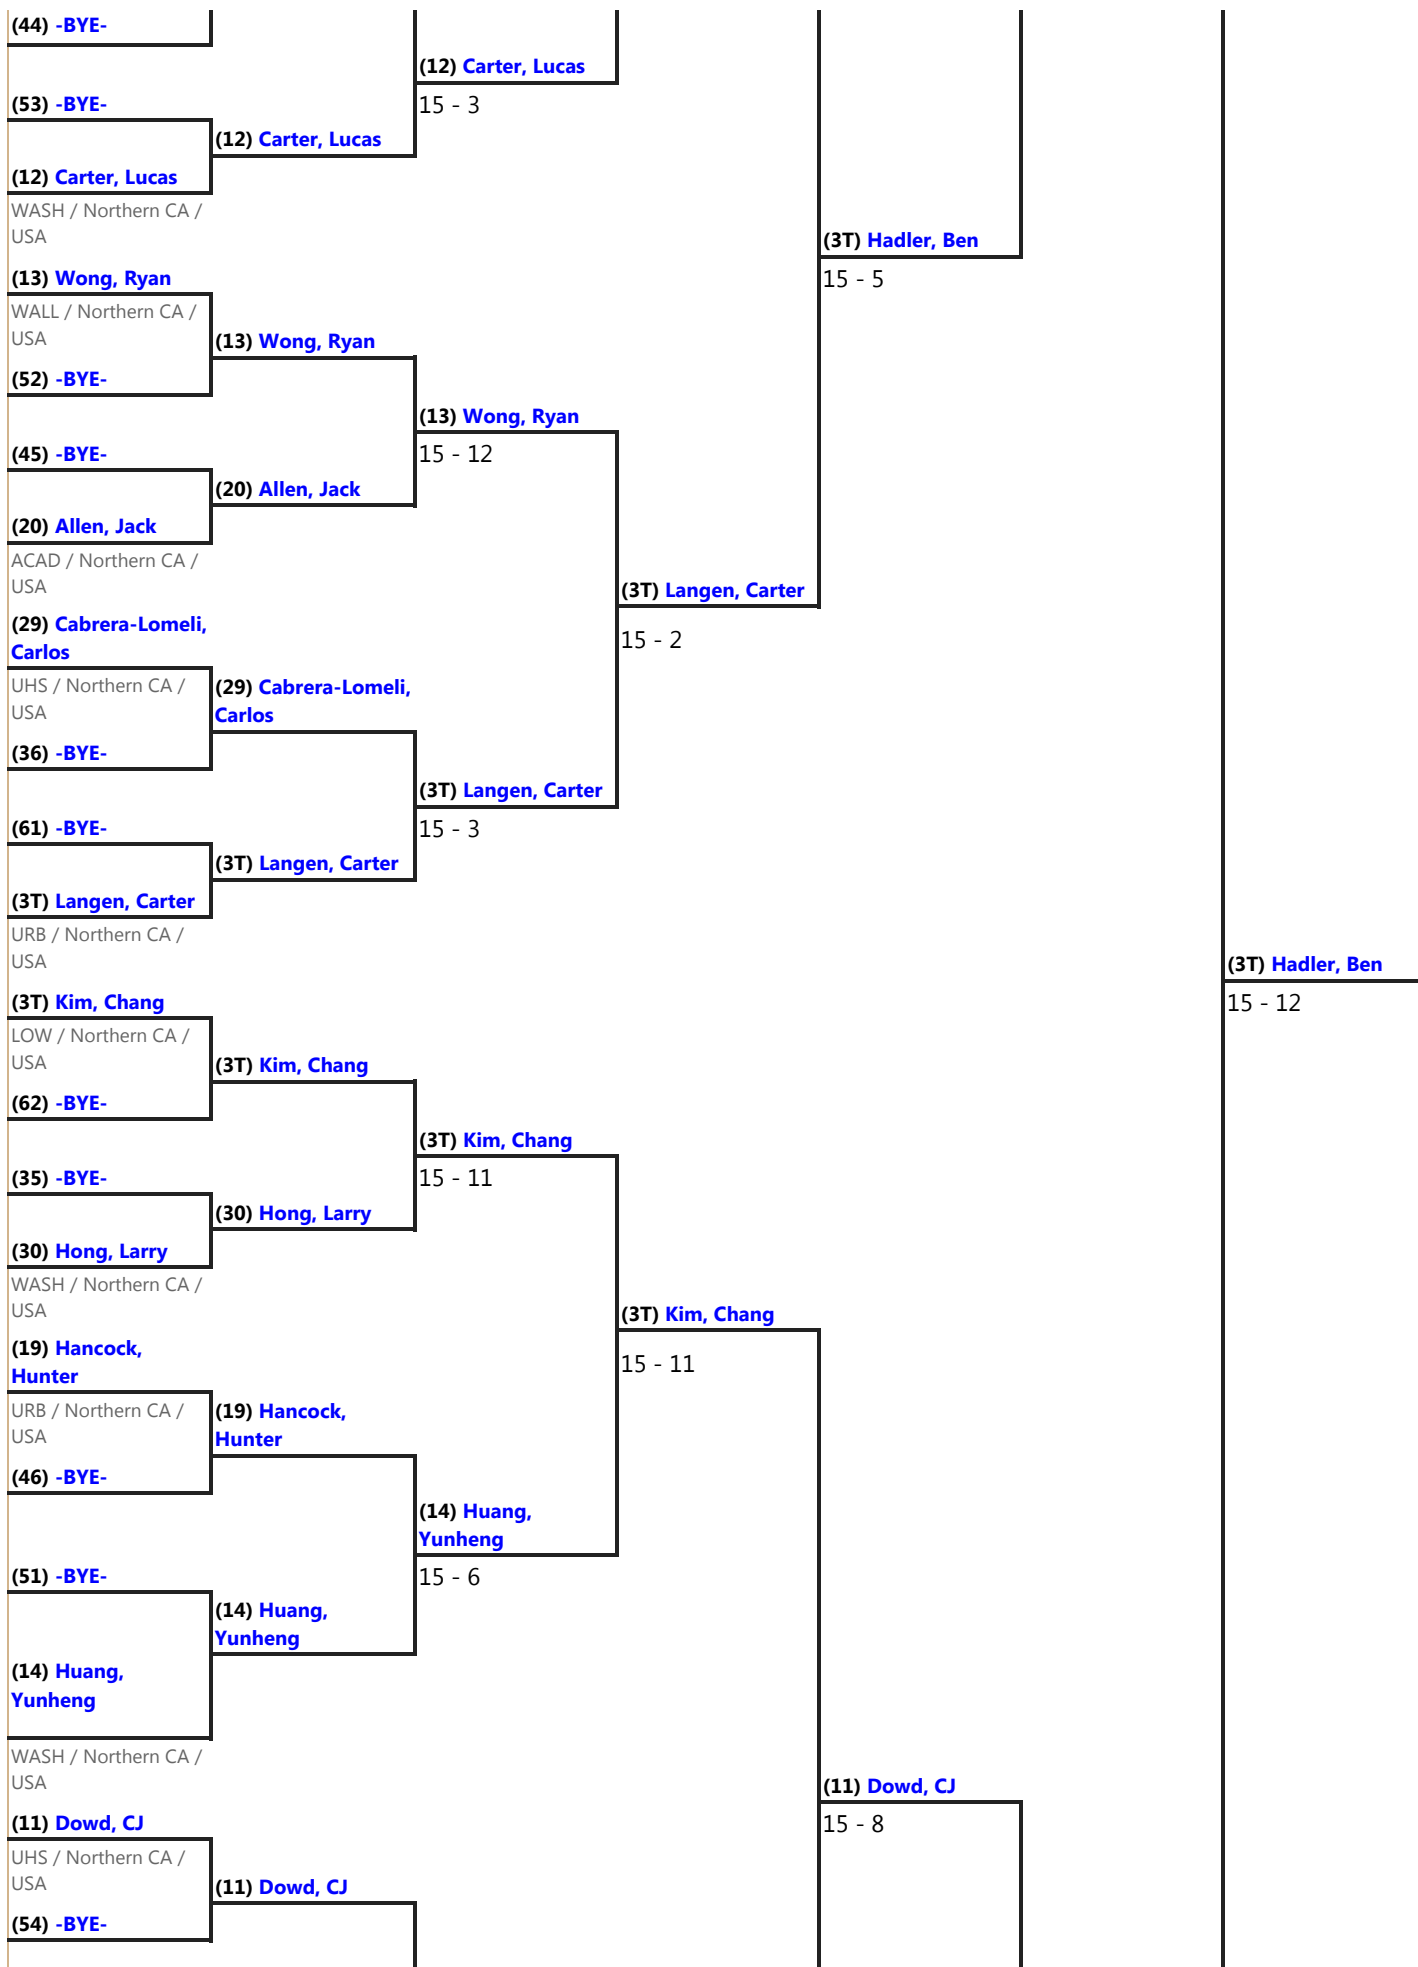 (44) -BYE-
(12) Carter, Lucas
15 - 3
(53) -BYE-
(12) Carter, Lucas
(12) Carter, Lucas
WASH / Northern CA /
USA
(3T) Hadler, Ben
15 - 5
(13) Wong, Ryan
WALL / Northern CA /
USA
(13) Wong, Ryan
(52) -BYE-
(13) Wong, Ryan
15 - 12
(45) -BYE-
(20) Allen, Jack
(20) Allen, Jack
ACAD / Northern CA /
USA
(3T) Langen, Carter
15 - 2
(29) Cabrera-Lomeli,
Carlos
UHS / Northern CA /
USA
(29) Cabrera-Lomeli,
Carlos
(36) -BYE-
(3T) Langen, Carter
15 - 3
(61) -BYE-
(3T) Langen, Carter
(3T) Langen, Carter
URB / Northern CA /
USA
(3T) Hadler, Ben
15 - 12
(3T) Kim, Chang
LOW / Northern CA /
USA
(3T) Kim, Chang
(62) -BYE-
(3T) Kim, Chang
15 - 11
(35) -BYE-
(30) Hong, Larry
(30) Hong, Larry
WASH / Northern CA /
USA
(3T) Kim, Chang
15 - 11
(19) Hancock,
Hunter
URB / Northern CA /
USA
(19) Hancock,
Hunter
(46) -BYE-
(14) Huang,
Yunheng
15 - 6
(51) -BYE-
(14) Huang,
Yunheng
(14) Huang,
Yunheng
WASH / Northern CA /
USA
(11) Dowd, CJ
15 - 8
(11) Dowd, CJ
UHS / Northern CA /
USA
(11) Dowd, CJ
(54) -BYE-